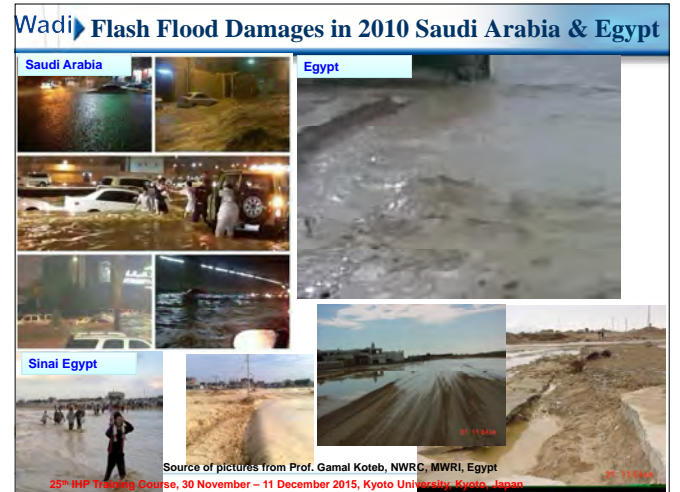 Wadi Flash Flood Damages in 2010 Saudi Arabia & Egypt
Saudi Arabia
Egypt
Sinai Egypt
Source of pictures from Prof. Gamal Koteb, NWRC, MWRI, Egypt
25th IHP Training Course, 30 November – 11 December 2015, Kyoto University, Kyoto, Japan